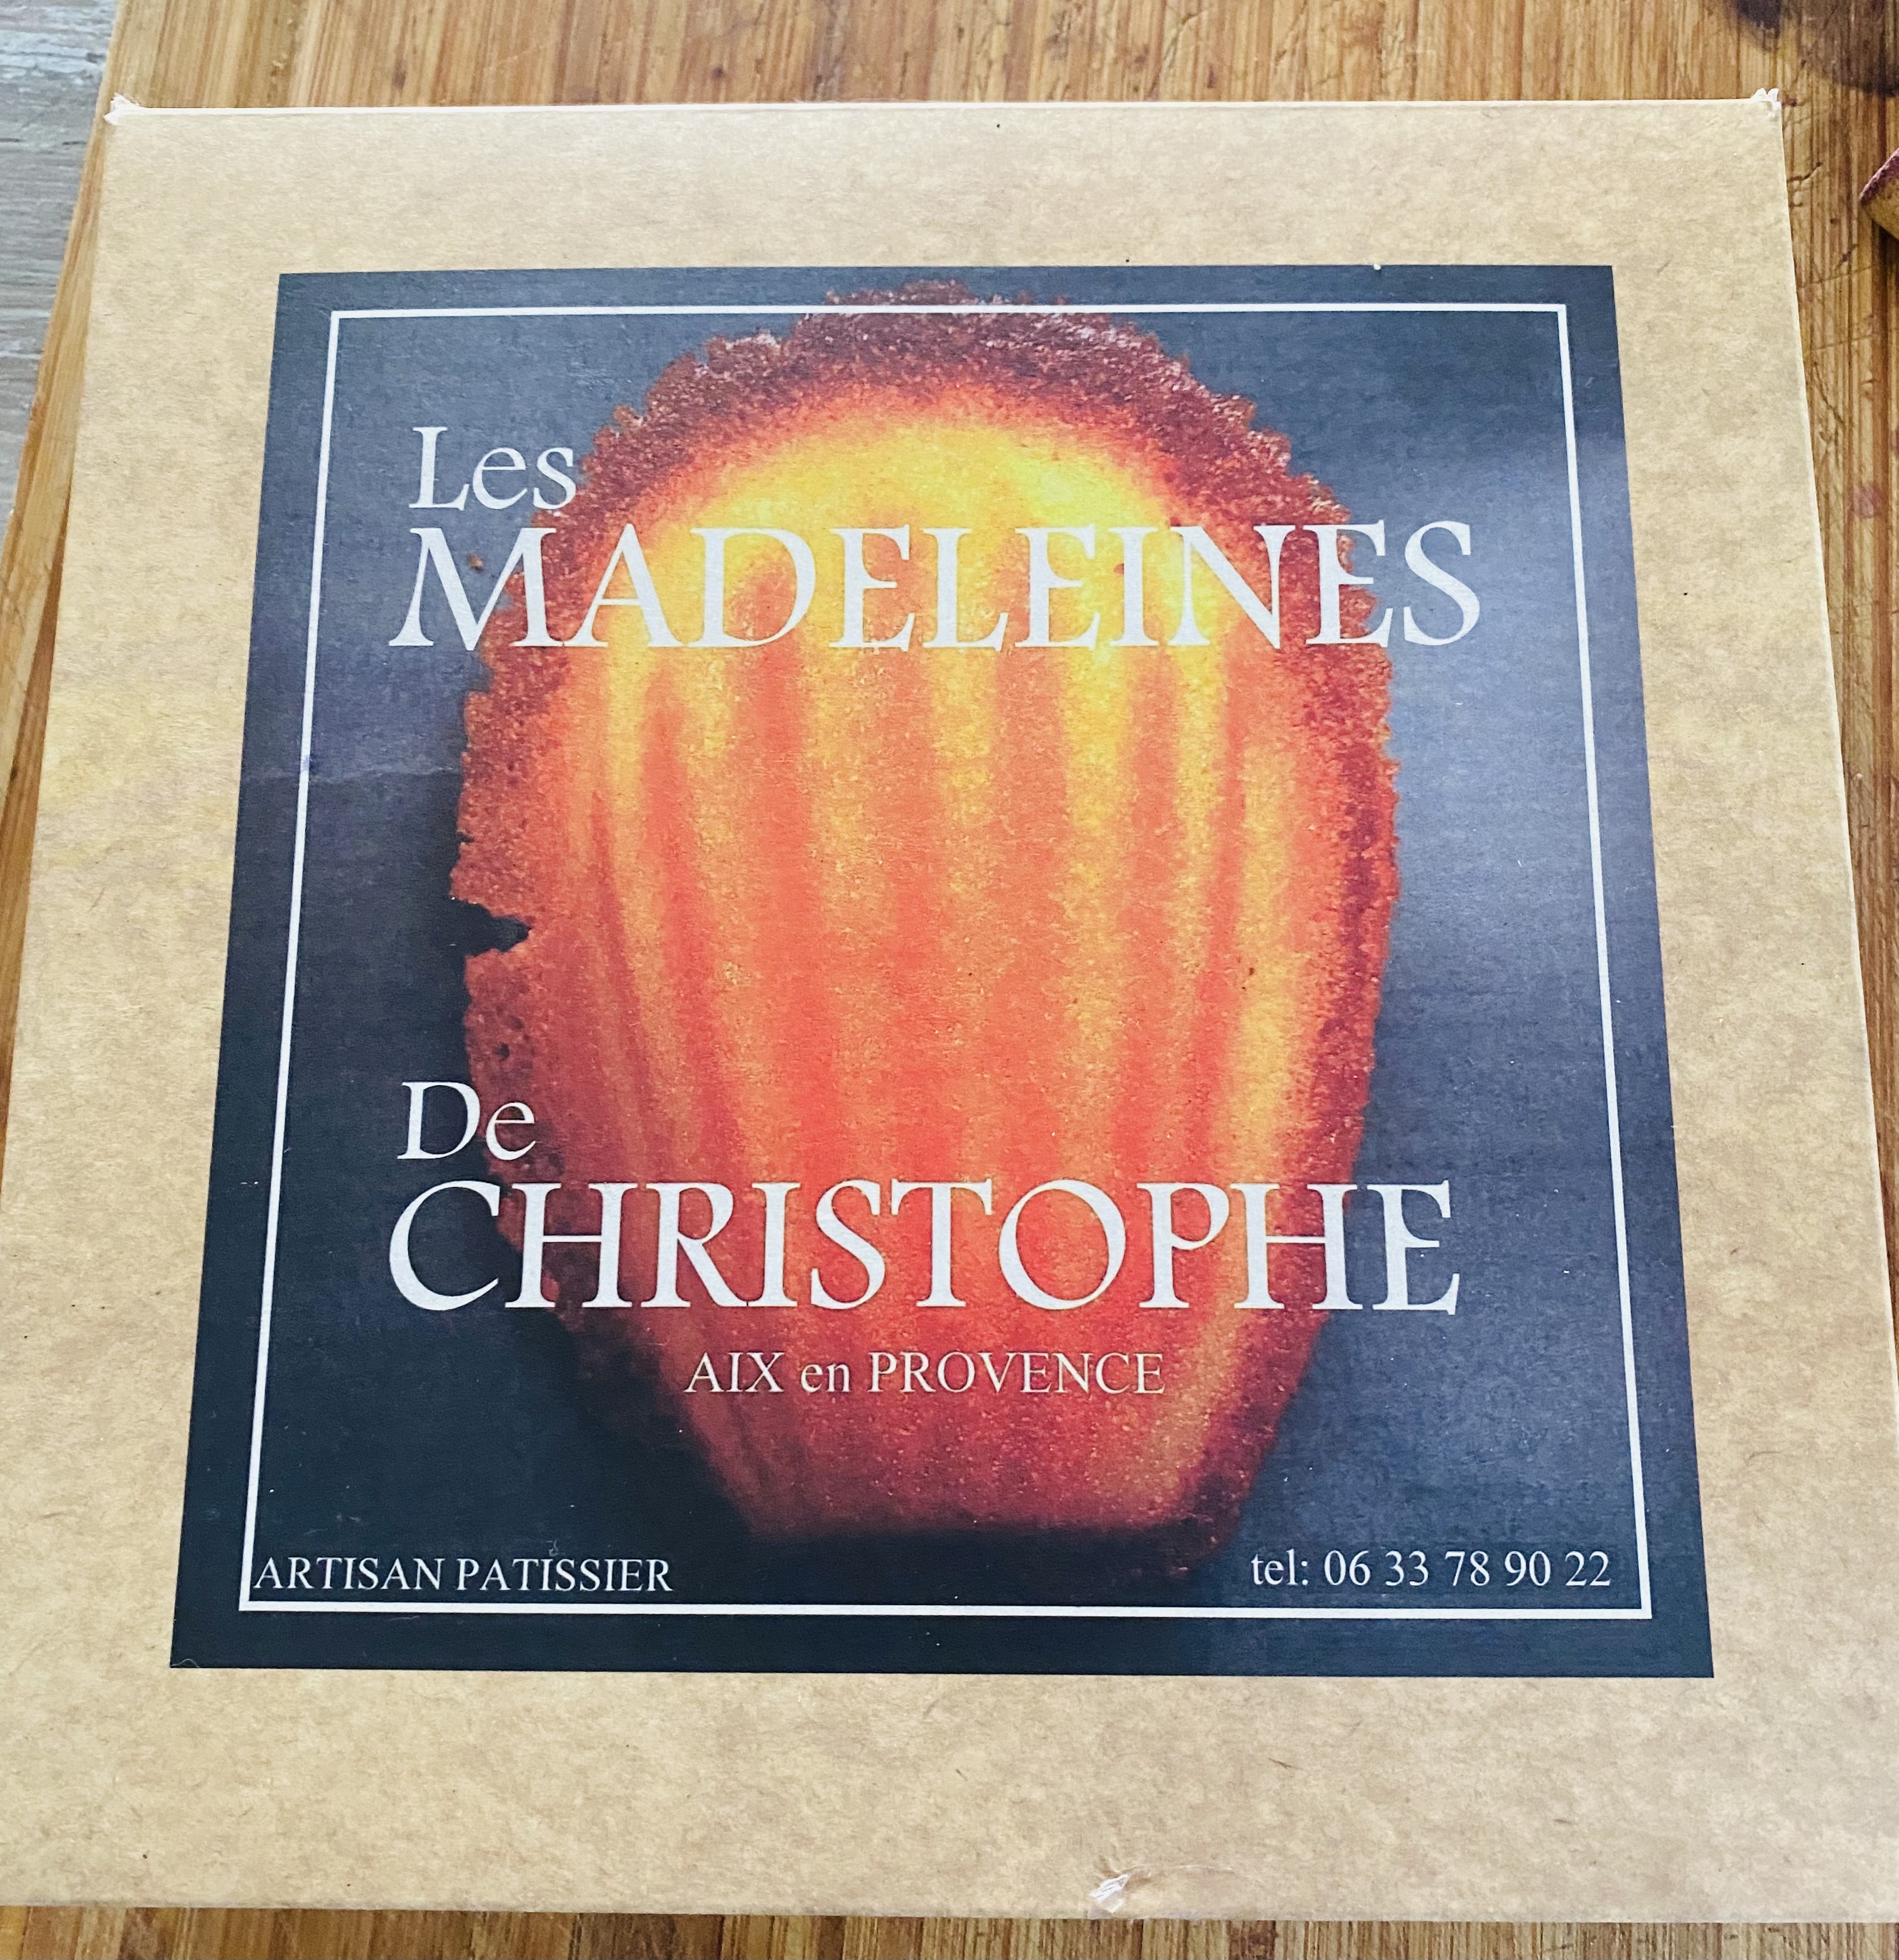 Les
MADELEINES
De
CHRISTOPHE
AIX en PROVENCE
ARTISAN PATISSIER
tel: 06 33 78 90 22